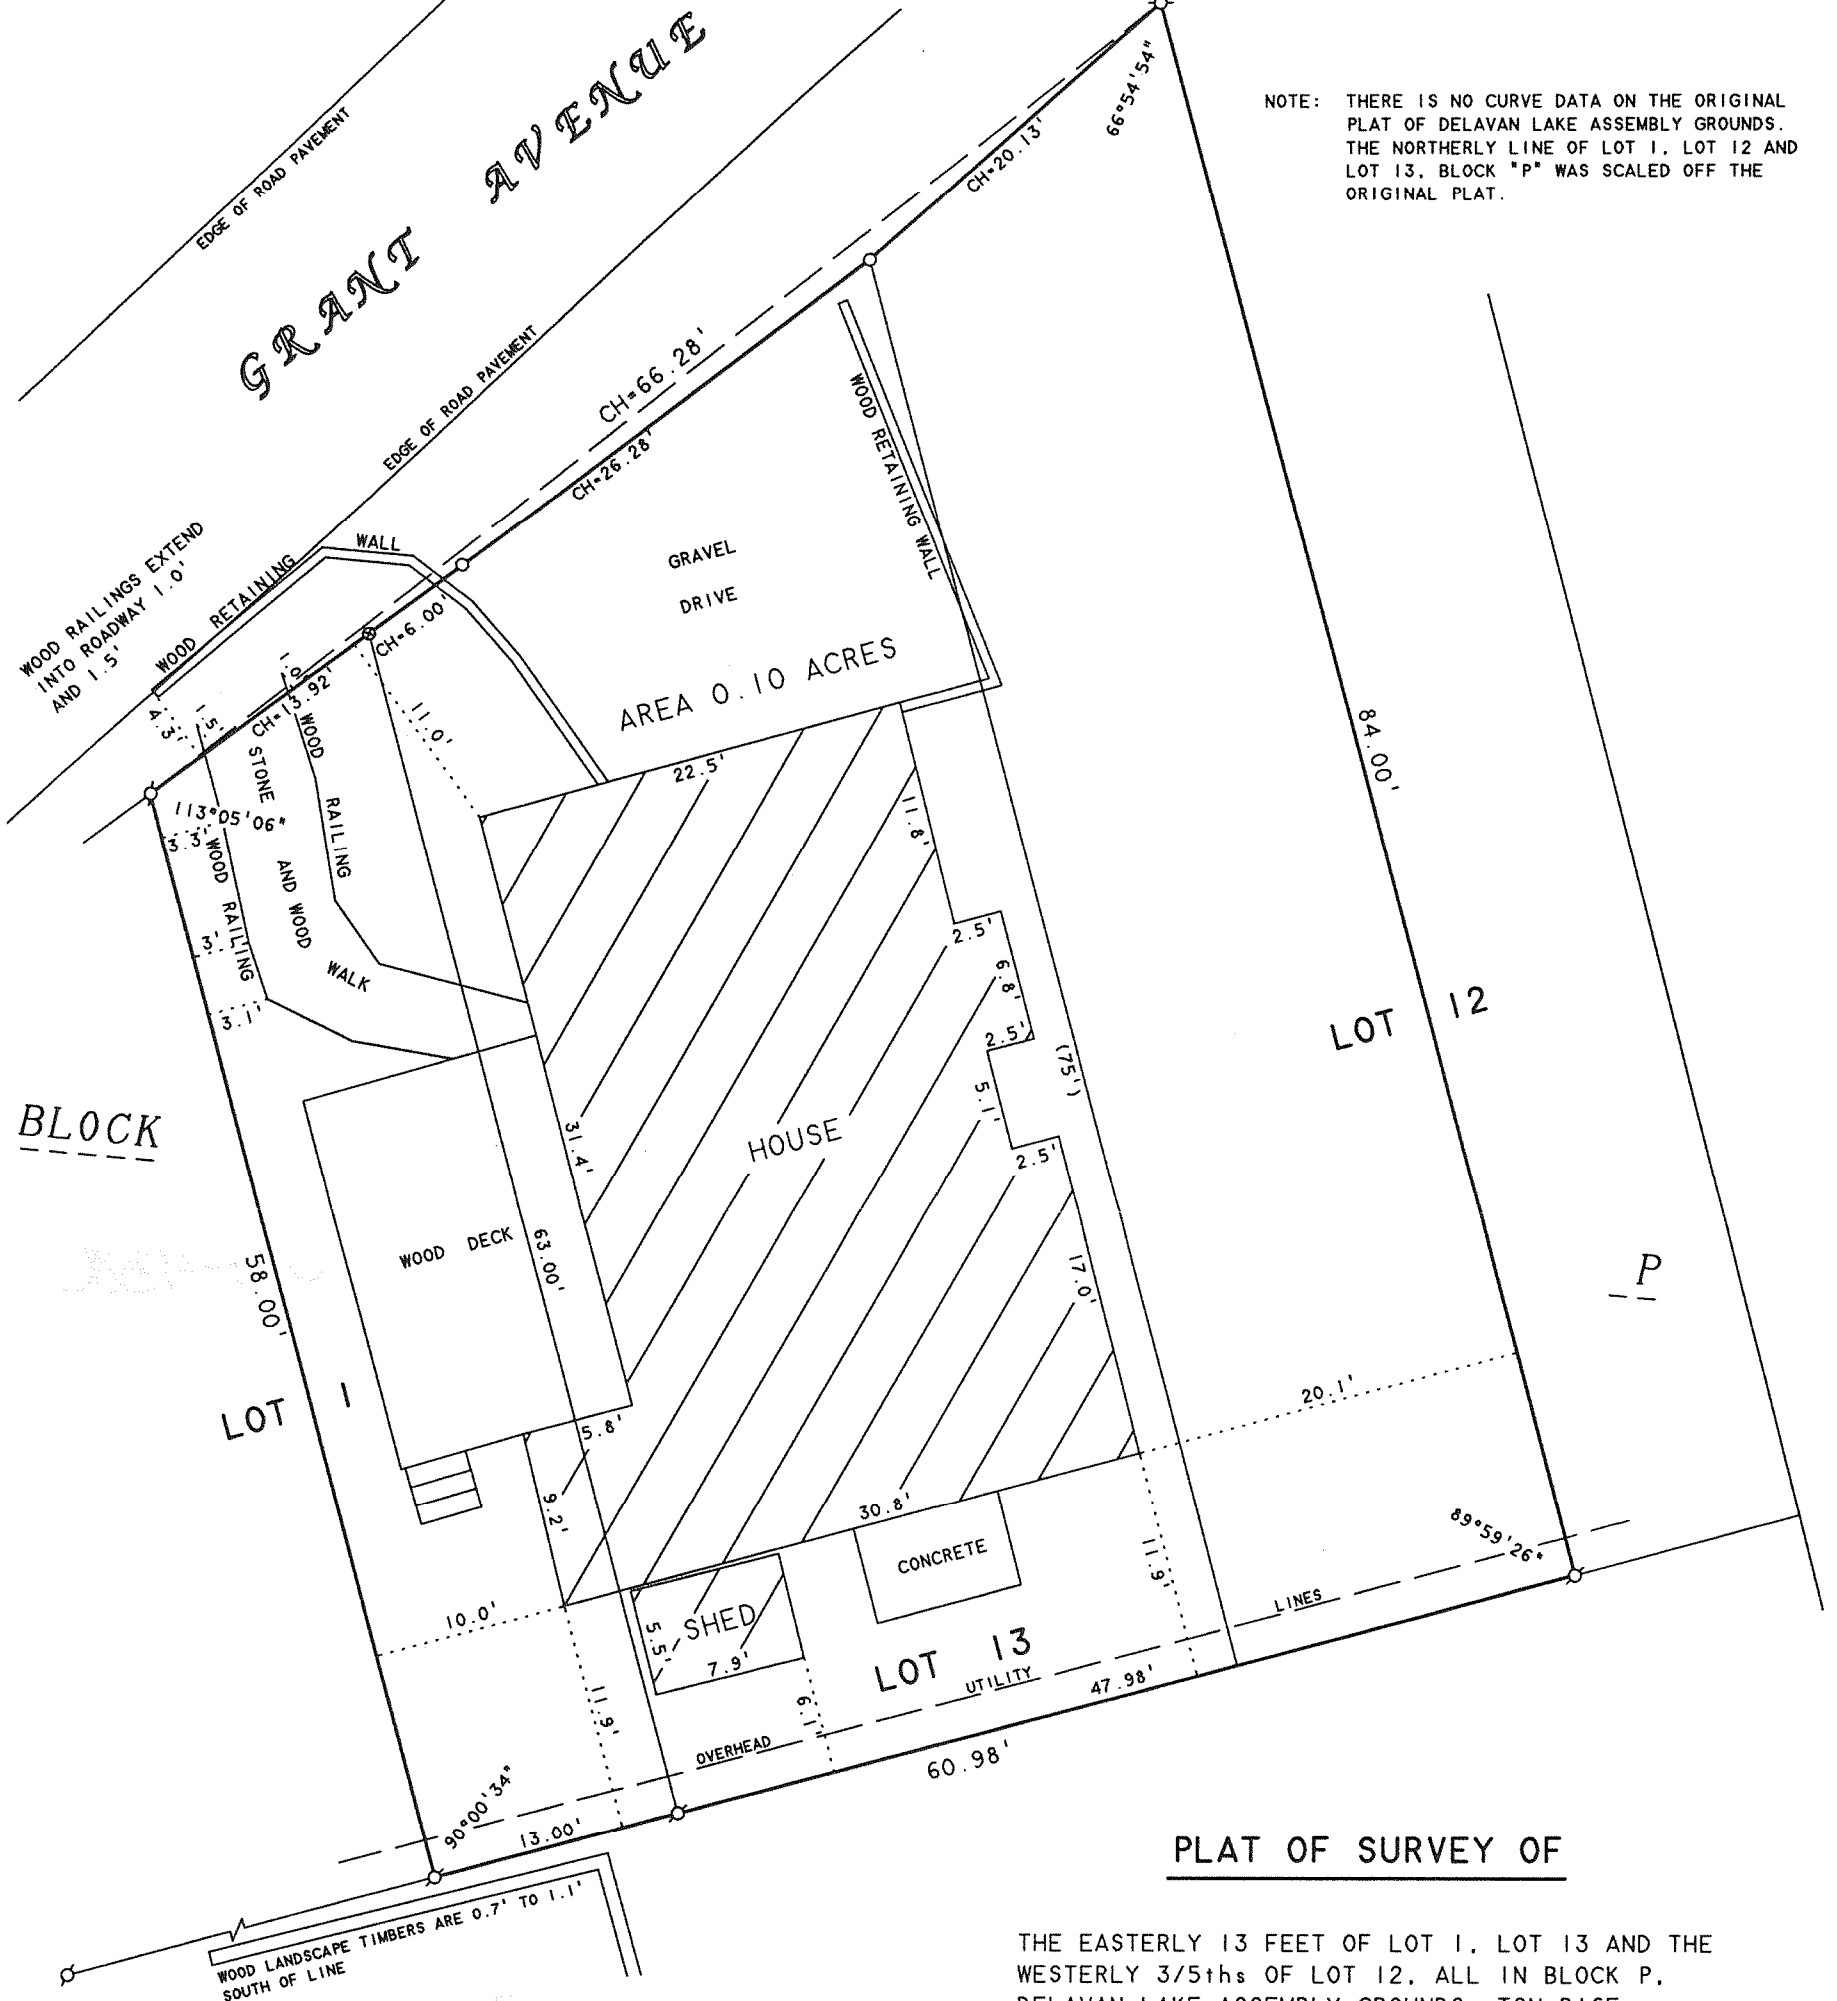 GRANT AVENUE
EDGE OF ROAD PAVEMENT
EDGE OF ROAD PAVEMENT
66°54'54"
NOTE: THERE IS NO CURVE DATA ON THE ORIGINAL
PLAT OF DELAVAN LAKE ASSEMBLY GROUNDS.
THE NORTHERLY LINE OF LOT 1, LOT 12 AND
LOT 13, BLOCK "P" WAS SCALED OFF THE
ORIGINAL PLAT.
CH=20.13'
CH=66.28'
CH=26.28'
WOOD RETAINING WALL
GRAVEL
DRIVE
AREA 0.10 ACRES
WOOD RAILINGS EXTEND
INTO ROADWAY 1.0'
AND 1.5'
WOOD RETAINING WALL
CH=6.00'
CH=13.92'
1.0'
1.5'
4.3'
11.0'
113°05'06"
3.3'
3'
3.1'
WOOD RAILING
STONE AND WOOD WALK
WOOD RAILING
22.5'
11.8'
2.5'
6.8'
2.5'
5.1'
2.5'
17.0'
(75')
84.00'
LOT 12
BLOCK
P
HOUSE
31.4'
63.00'
WOOD DECK
58.00'
LOT 1
5.8'
9.2'
30.8'
20.1'
89°59'26"
CONCRETE
11.9'
10.0'
SHED
5.5'
7.9'
6.1'
11.9'
LOT 13
OVERHEAD UTILITY LINES
47.98'
60.98'
90°00'34"
13.00'
WOOD LANDSCAPE TIMBERS ARE 0.7' TO 1.1'
SOUTH OF LINE
PLAT OF SURVEY OF
THE EASTERLY 13 FEET OF LOT 1, LOT 13 AND THE
WESTERLY 3/5ths OF LOT 12, ALL IN BLOCK P,